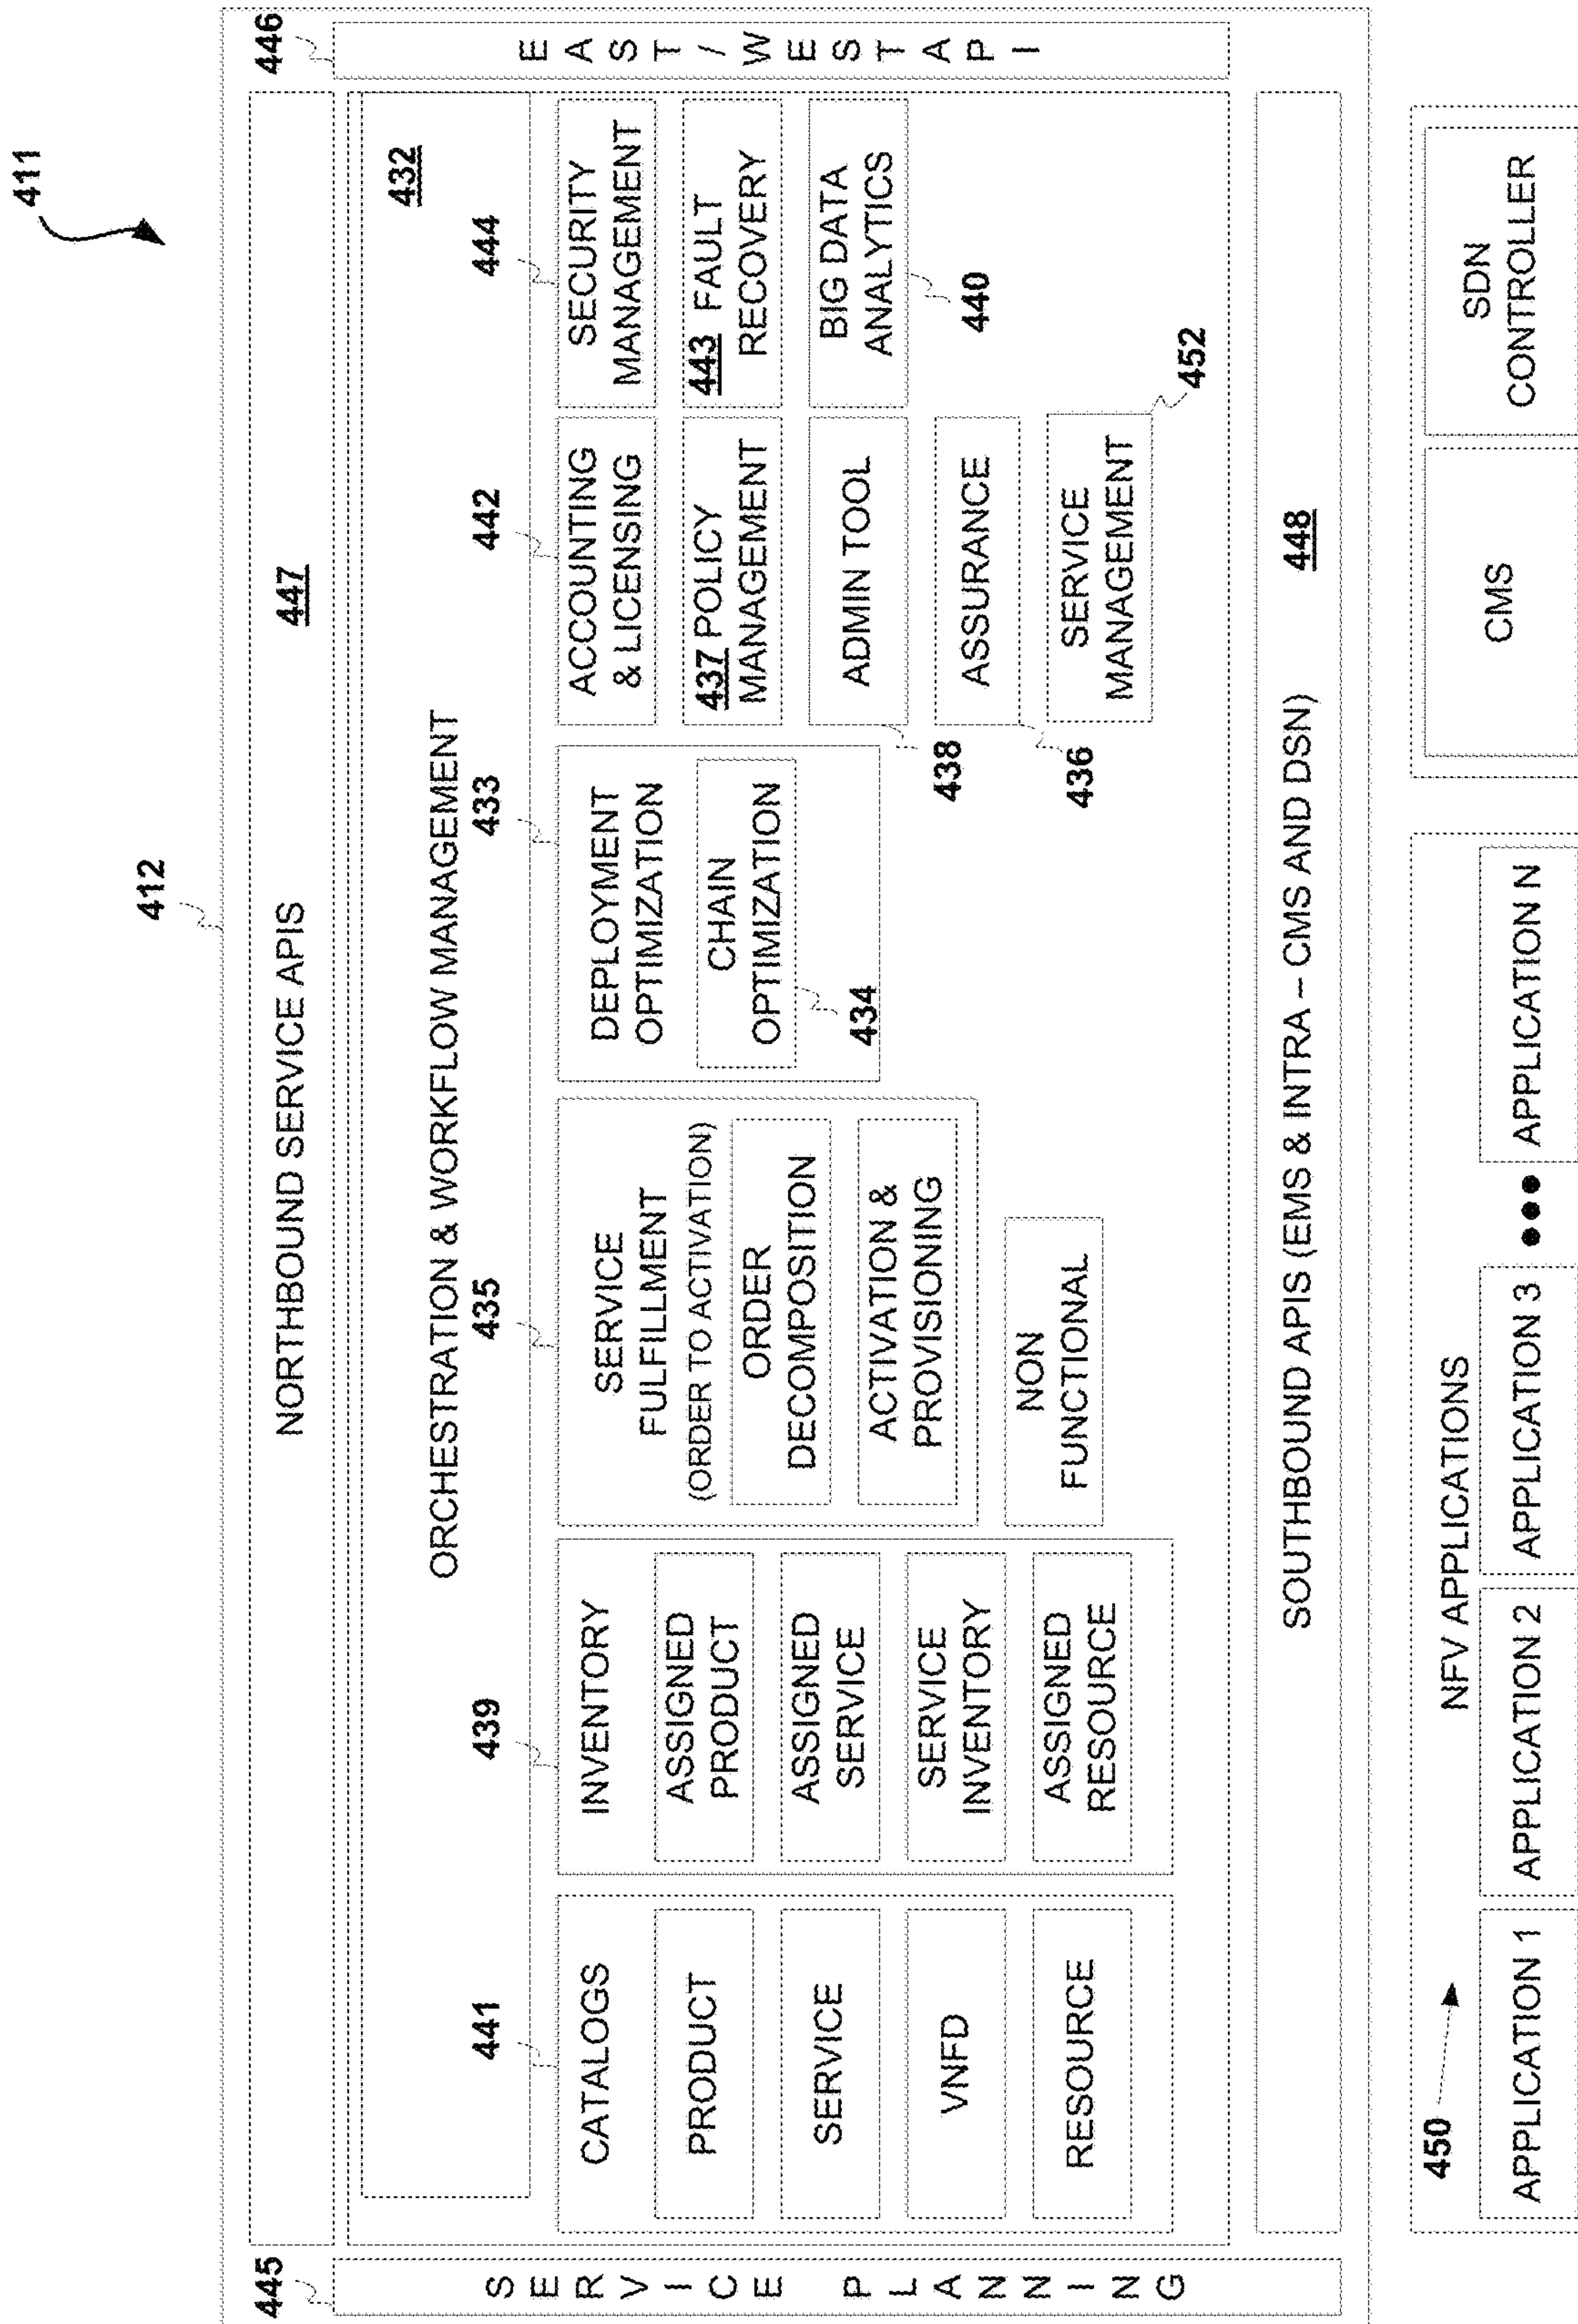 411
412
445
NORTHBOUND SERVICE APIS
447
446
ORCHESTRATION & WORKFLOW MANAGEMENT
432
SERVICE PLANNING
441
CATALOGS
PRODUCT
SERVICE
VNFD
RESOURCE
439
INVENTORY
ASSIGNED
PRODUCT
ASSIGNED
SERVICE
SERVICE
INVENTORY
ASSIGNED
RESOURCE
435
SERVICE
FULFILLMENT
(ORDER TO ACTIVATION)
ORDER
DECOMPOSITION
ACTIVATION &
PROVISIONING
NON
FUNCTIONAL
433
DEPLOYMENT
OPTIMIZATION
CHAIN
OPTIMIZATION
434
442
ACCOUNTING
& LICENSING
437 POLICY
MANAGEMENT
ADMIN TOOL
438
ASSURANCE
436
SERVICE
MANAGEMENT
452
444
SECURITY
MANAGEMENT
443 FAULT
RECOVERY
BIG DATA
ANALYTICS
440
EAST/WEST API
SOUTHBOUND APIS (EMS & INTRA – CMS AND DSN)
448
450
NFV APPLICATIONS
APPLICATION 1
APPLICATION 2
APPLICATION 3
●●●
APPLICATION N
CMS
SDN
CONTROLLER